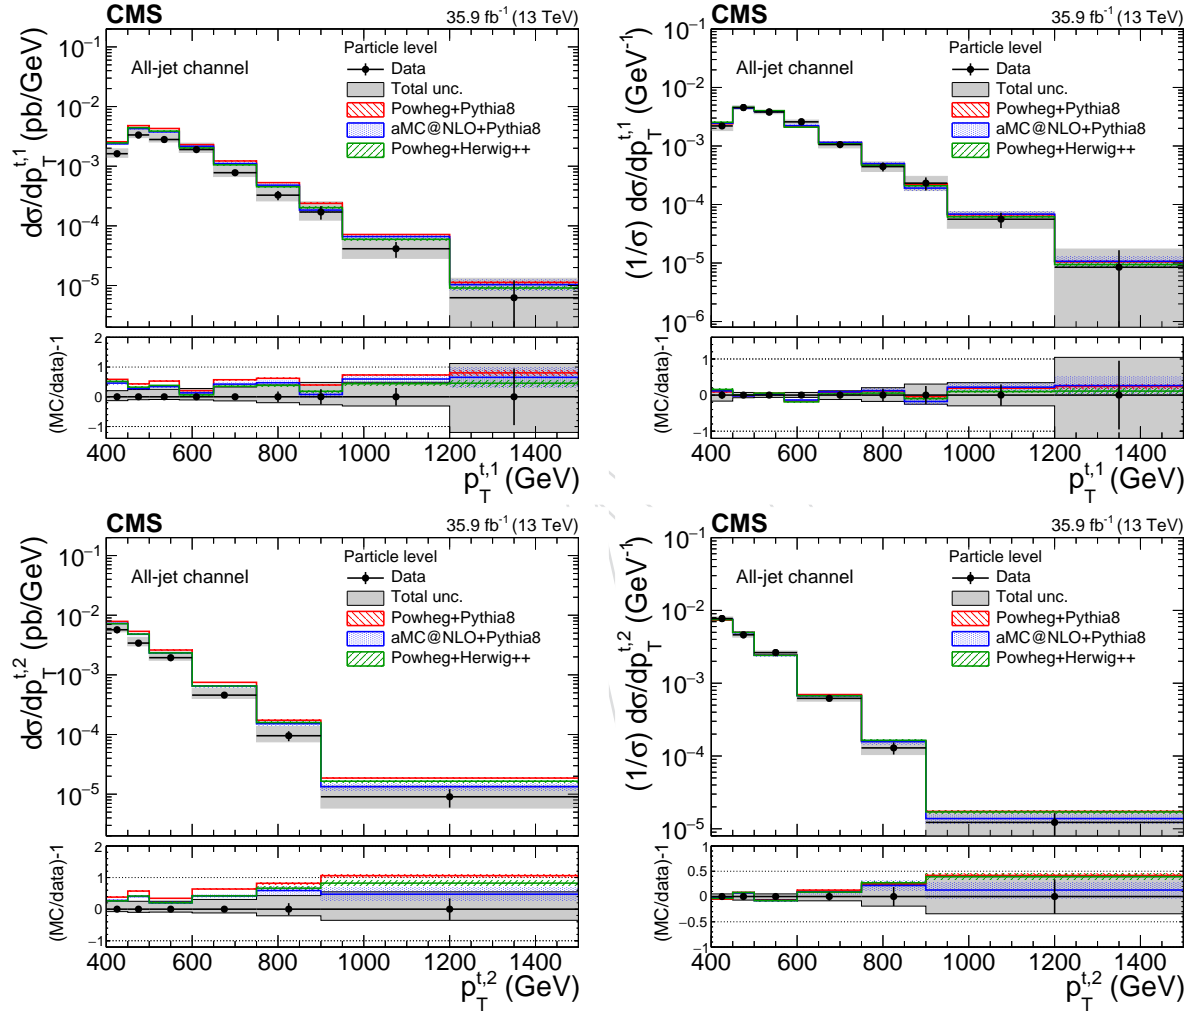 CMS 35.9 fb⁻¹ (13 TeV)
dσ/dp_T^{t,1} (pb/GeV)
10⁻¹
10⁻²
10⁻³
10⁻⁴
10⁻⁵
All-jet channel
Particle level
Data
Total unc.
Powheg+Pythia8
aMC@NLO+Pythia8
Powheg+Herwig++
(MC/data)-1
2
1
0
−1
400 600 800 1000 1200 1400
p_T^{t,1} (GeV)
CMS 35.9 fb⁻¹ (13 TeV)
(1/σ) dσ/dp_T^{t,1} (GeV⁻¹)
10⁻¹
10⁻²
10⁻³
10⁻⁴
10⁻⁵
10⁻⁶
All-jet channel
Particle level
Data
Total unc.
Powheg+Pythia8
aMC@NLO+Pythia8
Powheg+Herwig++
(MC/data)-1
1
0
−1
400 600 800 1000 1200 1400
p_T^{t,1} (GeV)
CMS 35.9 fb⁻¹ (13 TeV)
dσ/dp_T^{t,2} (pb/GeV)
10⁻¹
10⁻²
10⁻³
10⁻⁴
10⁻⁵
All-jet channel
Particle level
Data
Total unc.
Powheg+Pythia8
aMC@NLO+Pythia8
Powheg+Herwig++
(MC/data)-1
2
1
0
−1
400 600 800 1000 1200 1400
p_T^{t,2} (GeV)
CMS 35.9 fb⁻¹ (13 TeV)
(1/σ) dσ/dp_T^{t,2} (GeV⁻¹)
10⁻¹
10⁻²
10⁻³
10⁻⁴
10⁻⁵
All-jet channel
Particle level
Data
Total unc.
Powheg+Pythia8
aMC@NLO+Pythia8
Powheg+Herwig++
(MC/data)-1
1
0.5
0
−0.5
−1
400 600 800 1000 1200 1400
p_T^{t,2} (GeV)